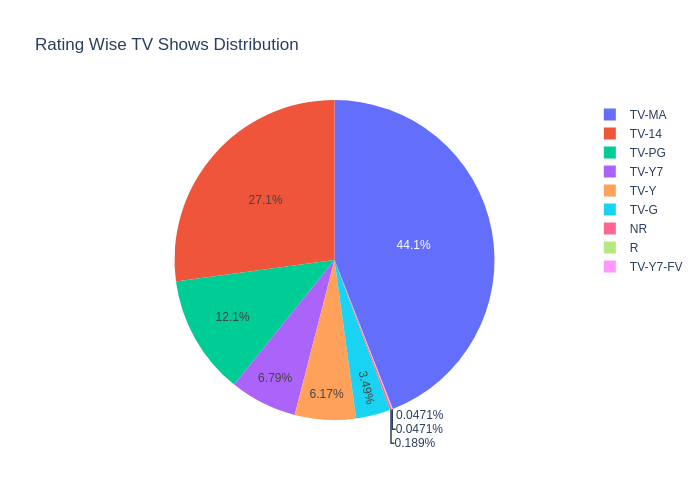 Rating Wise TV Shows Distribution
TV-MA
TV-14
TV-PG
TV-Y7
TV-Y
TV-G
NR
R
TV-Y7-FV
27.1%
44.1%
12.1%
6.79%
6.17%
3.49%
0.0471%
0.0471%
0.189%